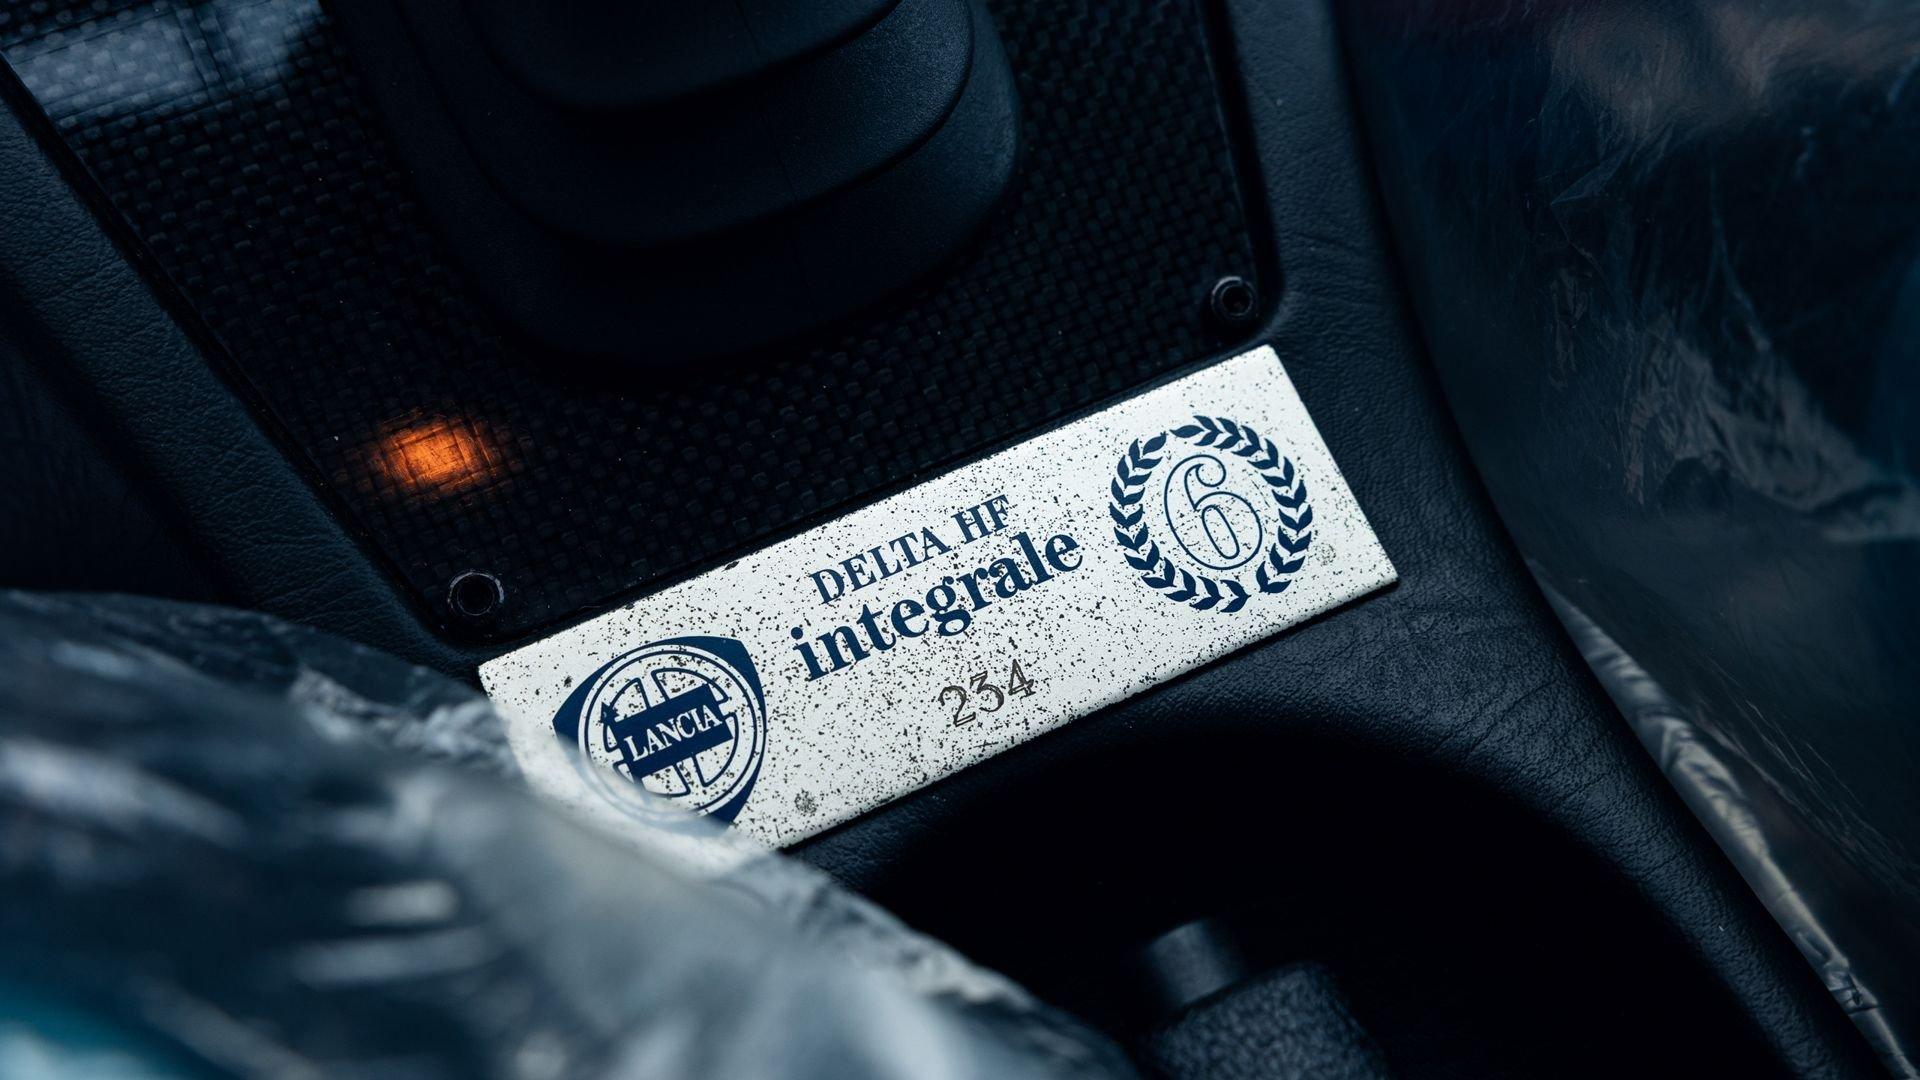 DELTA HF
integrale
6
234
LANCIA